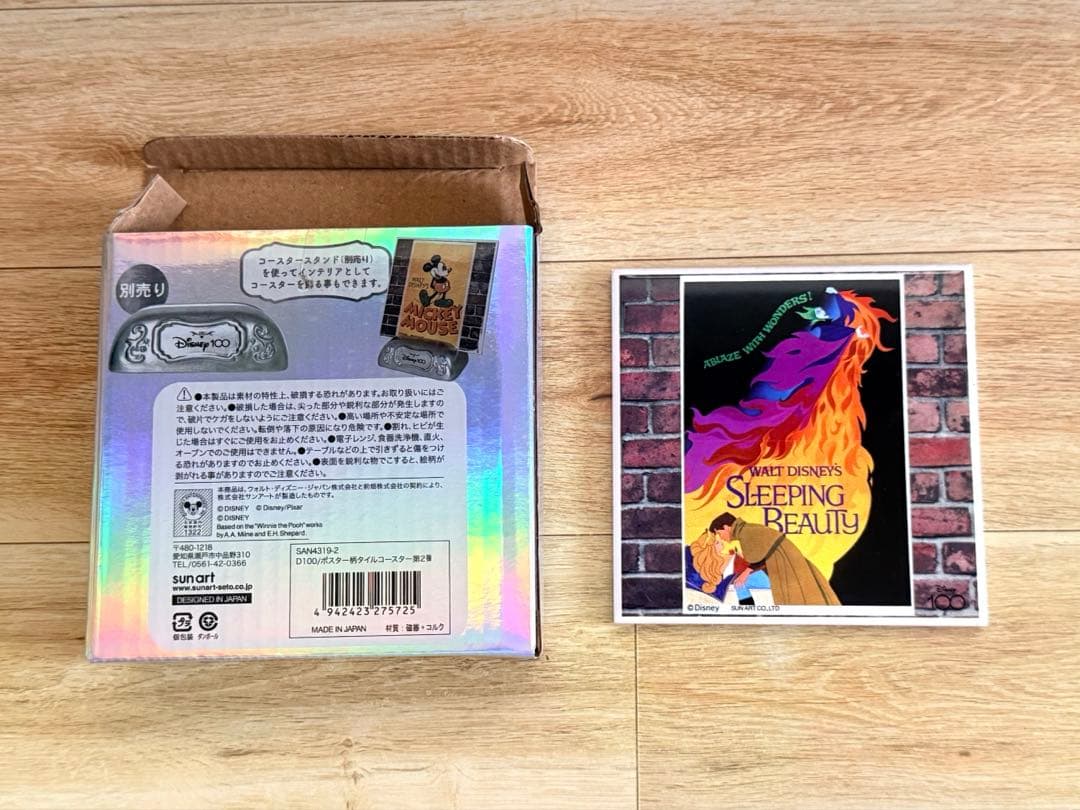 コースタースタンド(別売り)
を使ってインテリアとして
コースターを飾る事もできます。
別売り
Disney100
WALT DISNEY'S
MICKEY
MOUSE
Disney100
●本製品は素材の特性上、破損する恐れがあります。お取り扱いにはご
注意ください。●破損した場合は、尖った部分や鋭利な部分が発生しますの
で、破片でケガをしないようにご注意ください。●高い場所や不安定な場所で
使用しないでください。転倒や落下の原因になり危険です。●割れ、ヒビが生
じた場合はすぐにご使用をお止めください。●電子レンジ、食器洗浄機、直火、
オーブンでのご使用はできません。●テーブルなどの上で引きずると傷をつけ
る恐れがありますのでお止めください。●表面を鋭利な物でこすると、絵柄が
剥がれる事がありますのでご注意ください。
本商品は、ウォルト・ディズニー・ジャパン株式会社と前畑株式会社の契約により、
株式会社サンアートが製造したものです。
©DISNEY ©Disney/Pixar
©DISNEY
Based on the "Winnie the Pooh" works
by A.A. Milne and E.H. Shepard.
1322
〒480-1218
愛知県瀬戸市中品野310
TEL/0561-42-0366
sunart
www.sunart-seto.co.jp
DESIGNED IN JAPAN
個包装 ダンボール
SAN4319-2
D100/ポスター柄タイルコースター第2弾
4 942423 275725
MADE IN JAPAN 材質:磁器・コルク
ABLAZE WITH WONDERS!
WALT DISNEY'S
SLEEPING
BEAUTY
©Disney SUN ART CO.,LTD
Disney
100